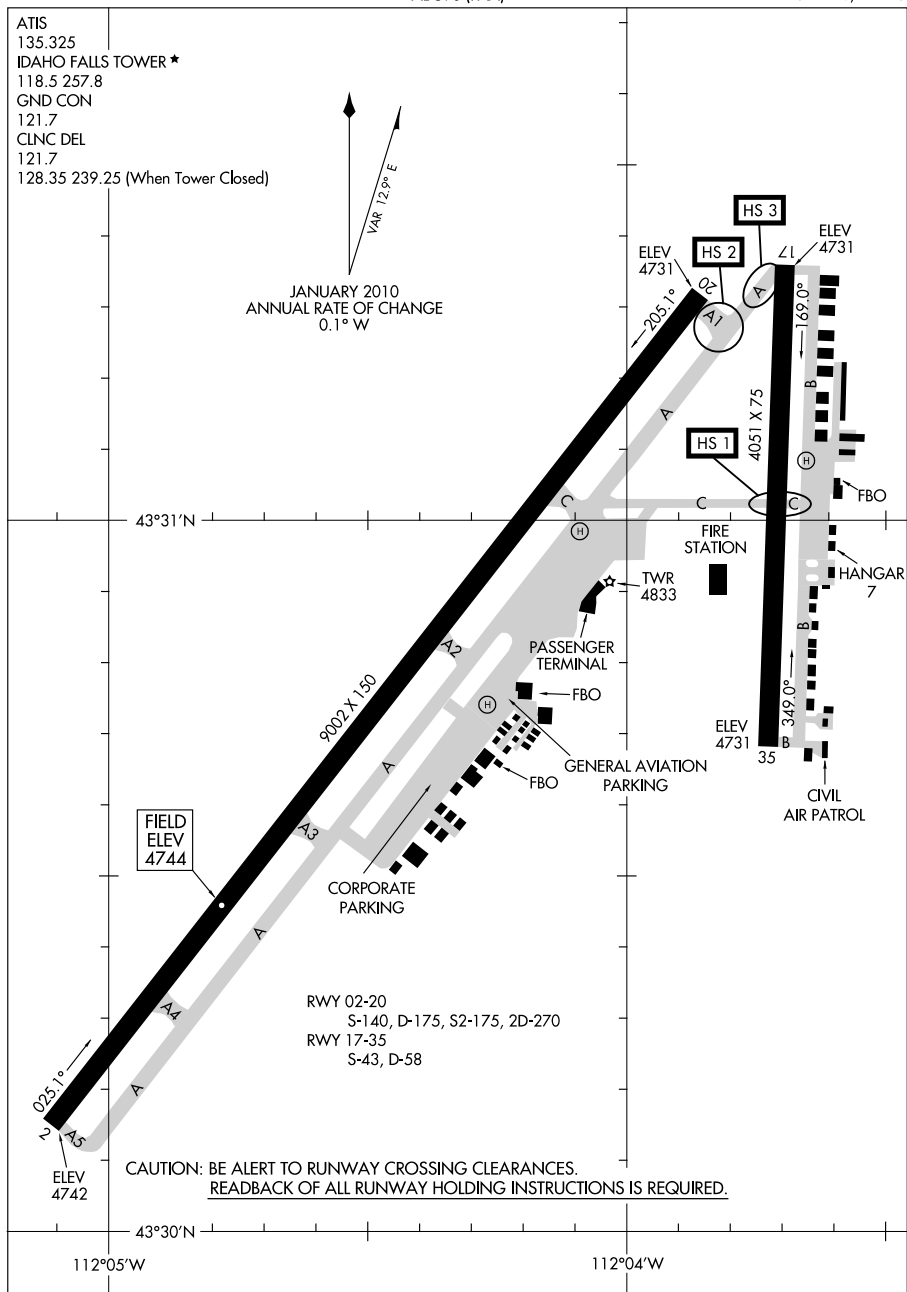 ATIS
135.325
IDAHO FALLS TOWER ★
118.5 257.8
GND CON
121.7
CLNC DEL
121.7
128.35 239.25 (When Tower Closed)
VAR 12.9° E
JANUARY 2010
ANNUAL RATE OF CHANGE
0.1° W
HS 3
HS 2
ELEV
4731
17
ELEV
4731
20
A
A1
205.1°
169.0°
B
A
4051 X 75
HS 1
H
C
C
C
FBO
43°31'N
H
FIRE
STATION
TWR
4833
HANGAR
7
PASSENGER
TERMINAL
B
A2
FBO
349.0°
H
9002 X 150
ELEV
4731
35
B
A
GENERAL AVIATION
PARKING
FBO
CIVIL
AIR PATROL
A3
FIELD
ELEV
4744
CORPORATE
PARKING
A
RWY 02-20
S-140, D-175, S2-175, 2D-270
RWY 17-35
S-43, D-58
A4
025.1°
A
2
A5
ELEV
4742
CAUTION: BE ALERT TO RUNWAY CROSSING CLEARANCES.
READBACK OF ALL RUNWAY HOLDING INSTRUCTIONS IS REQUIRED.
43°30'N
112°05'W
112°04'W